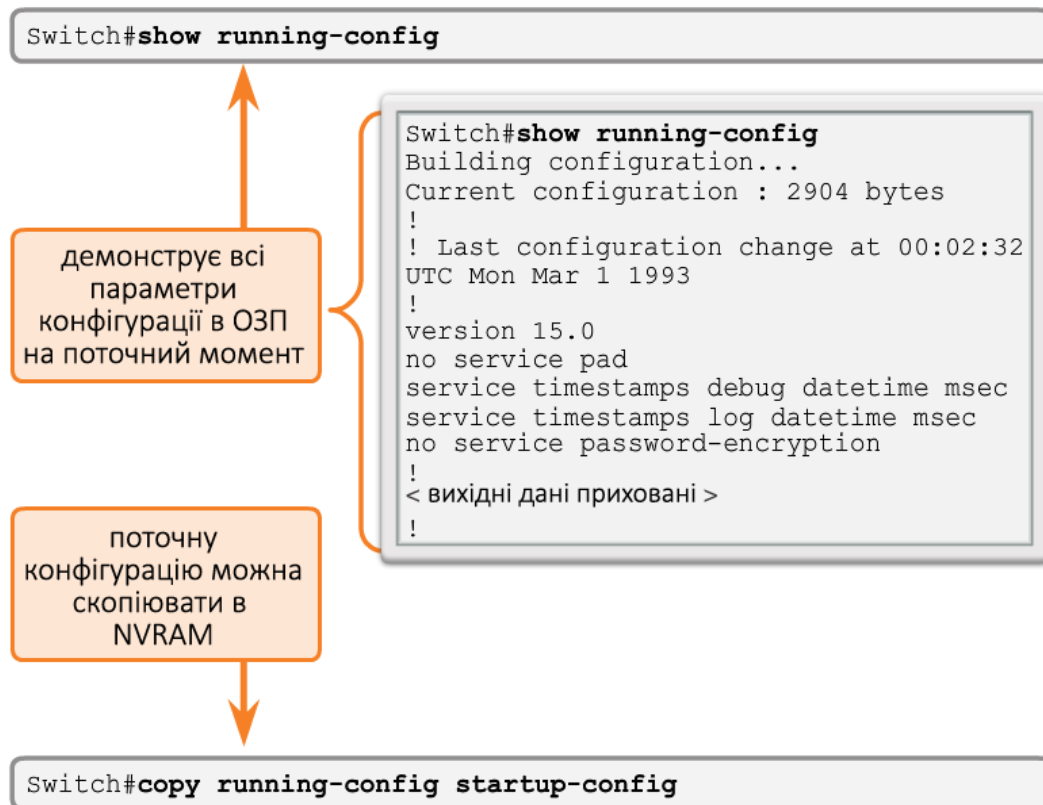 Switch#show running-config
Switch#show running-config
Building configuration...
Current configuration : 2904 bytes
!
! Last configuration change at 00:02:32
UTC Mon Mar 1 1993
!
version 15.0
no service pad
service timestamps debug datetime msec
service timestamps log datetime msec
no service password-encryption
!
< вихідні дані приховані >
!
демонструє всі
параметри
конфігурації в ОЗП
на поточний момент
поточну
конфігурацію можна
скопіювати в
NVRAM
Switch#copy running-config startup-config